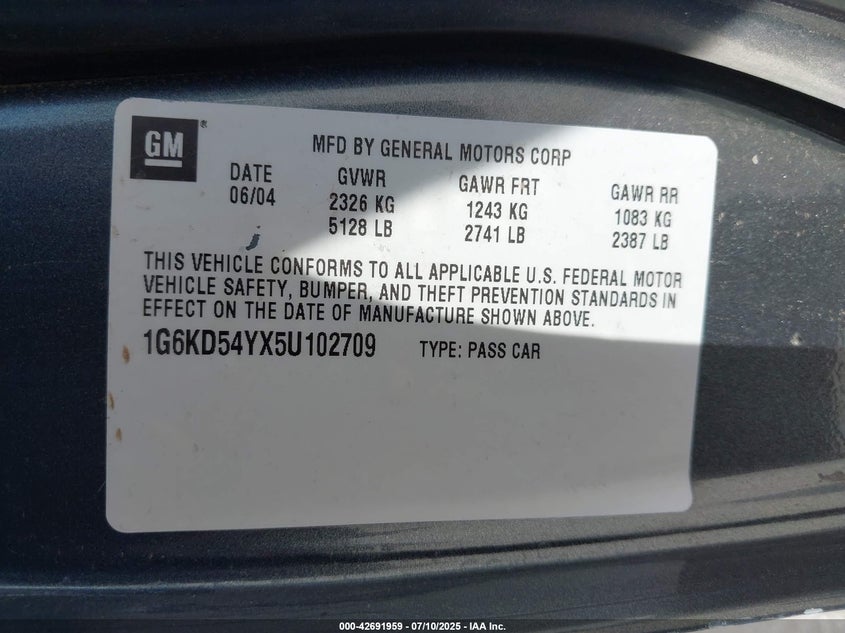 GM®
MFD BY GENERAL MOTORS CORP
DATE GVWR GAWR FRT GAWR RR
06/04 2326 KG 1243 KG 1083 KG
5128 LB 2741 LB 2387 LB
THIS VEHICLE CONFORMS TO ALL APPLICABLE U.S. FEDERAL MOTOR
VEHICLE SAFETY, BUMPER, AND THEFT PREVENTION STANDARDS IN
EFFECT ON THE DATE OF MANUFACTURE SHOWN ABOVE.
1G6KD54YX5U102709 TYPE: PASS CAR
000-42691959 - 07/10/2025 - IAA Inc.